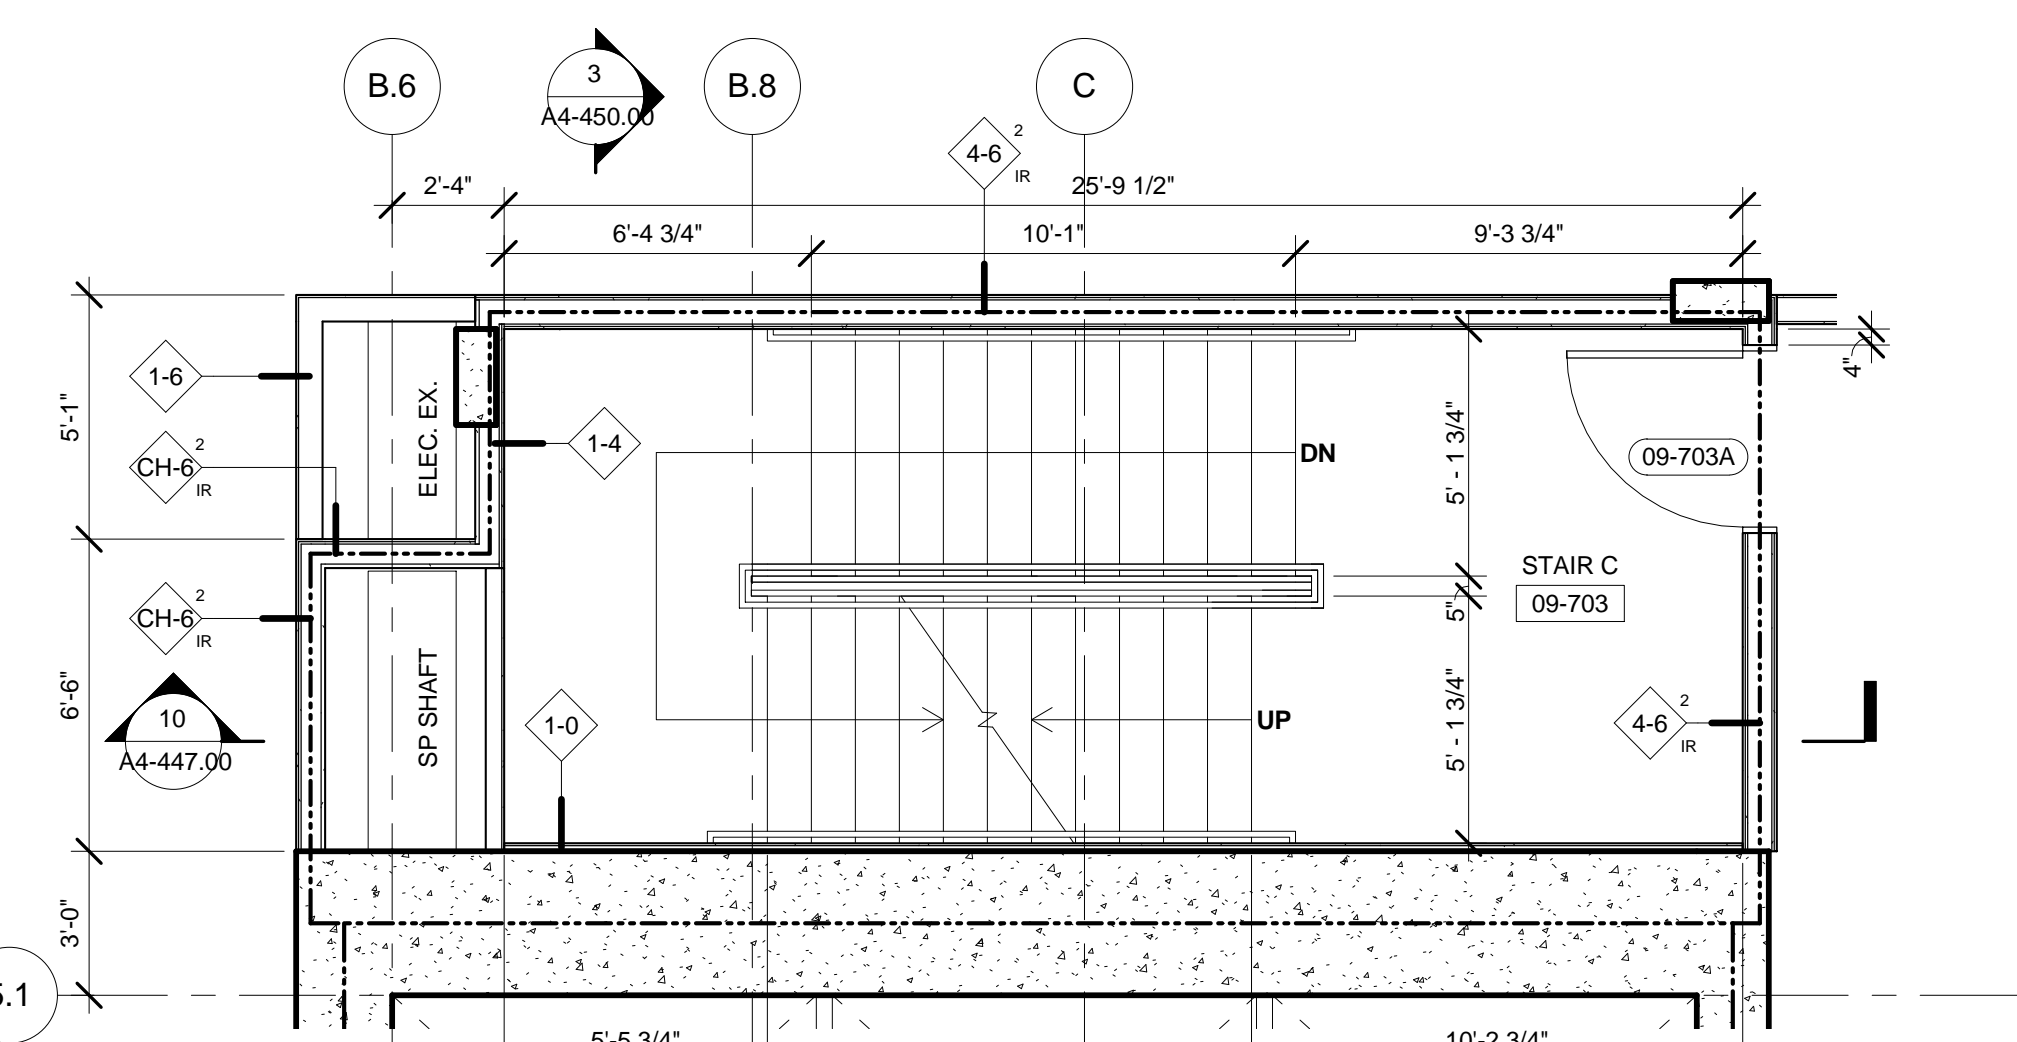 B.6
3
A4-450.00
B.8
C
4-6
2
IR
2'-4"
25'-9 1/2"
6'-4 3/4"
10'-1"
9'-3 3/4"
1-6
5'-1"
CH-6
2
IR
ELEC. EX.
1-4
DN
5' - 1 3/4"
09-703A
4"
STAIR C
09-703
5"
CH-6
2
IR
6'-6"
10
A4-447.00
SP SHAFT
1-0
UP
5' - 1 3/4"
4-6
2
IR
3'-0"
5.1
5'-5 3/4"
10'-2 3/4"